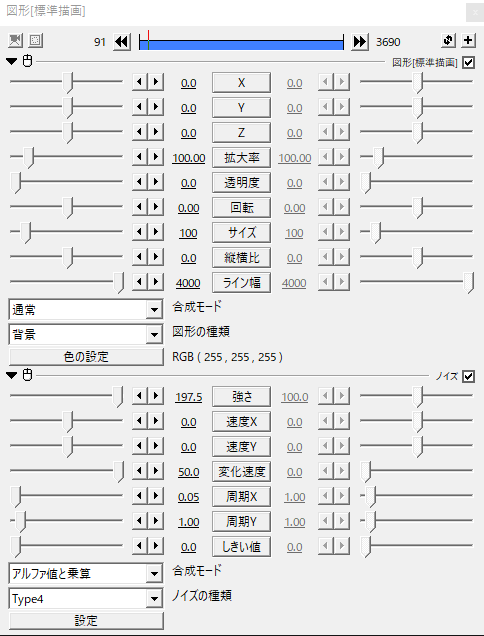 図形[標準描画]
91 3690
図形[標準描画]
0.0 X 0.0
0.0 Y 0.0
0.0 Z 0.0
100.00 拡大率 100.00
0.0 透明度 0.0
0.00 回転 0.00
100 サイズ 100
0.0 縦横比 0.0
4000 ライン幅 4000
通常 合成モード
背景 図形の種類
色の設定 RGB ( 255 , 255 , 255 )
ノイズ
197.5 強さ 100.0
0.0 速度X 0.0
0.0 速度Y 0.0
50.0 変化速度 0.0
0.05 周期X 1.00
1.00 周期Y 1.00
0.0 しきい値 0.0
アルファ値と乗算 合成モード
Type4 ノイズの種類
設定